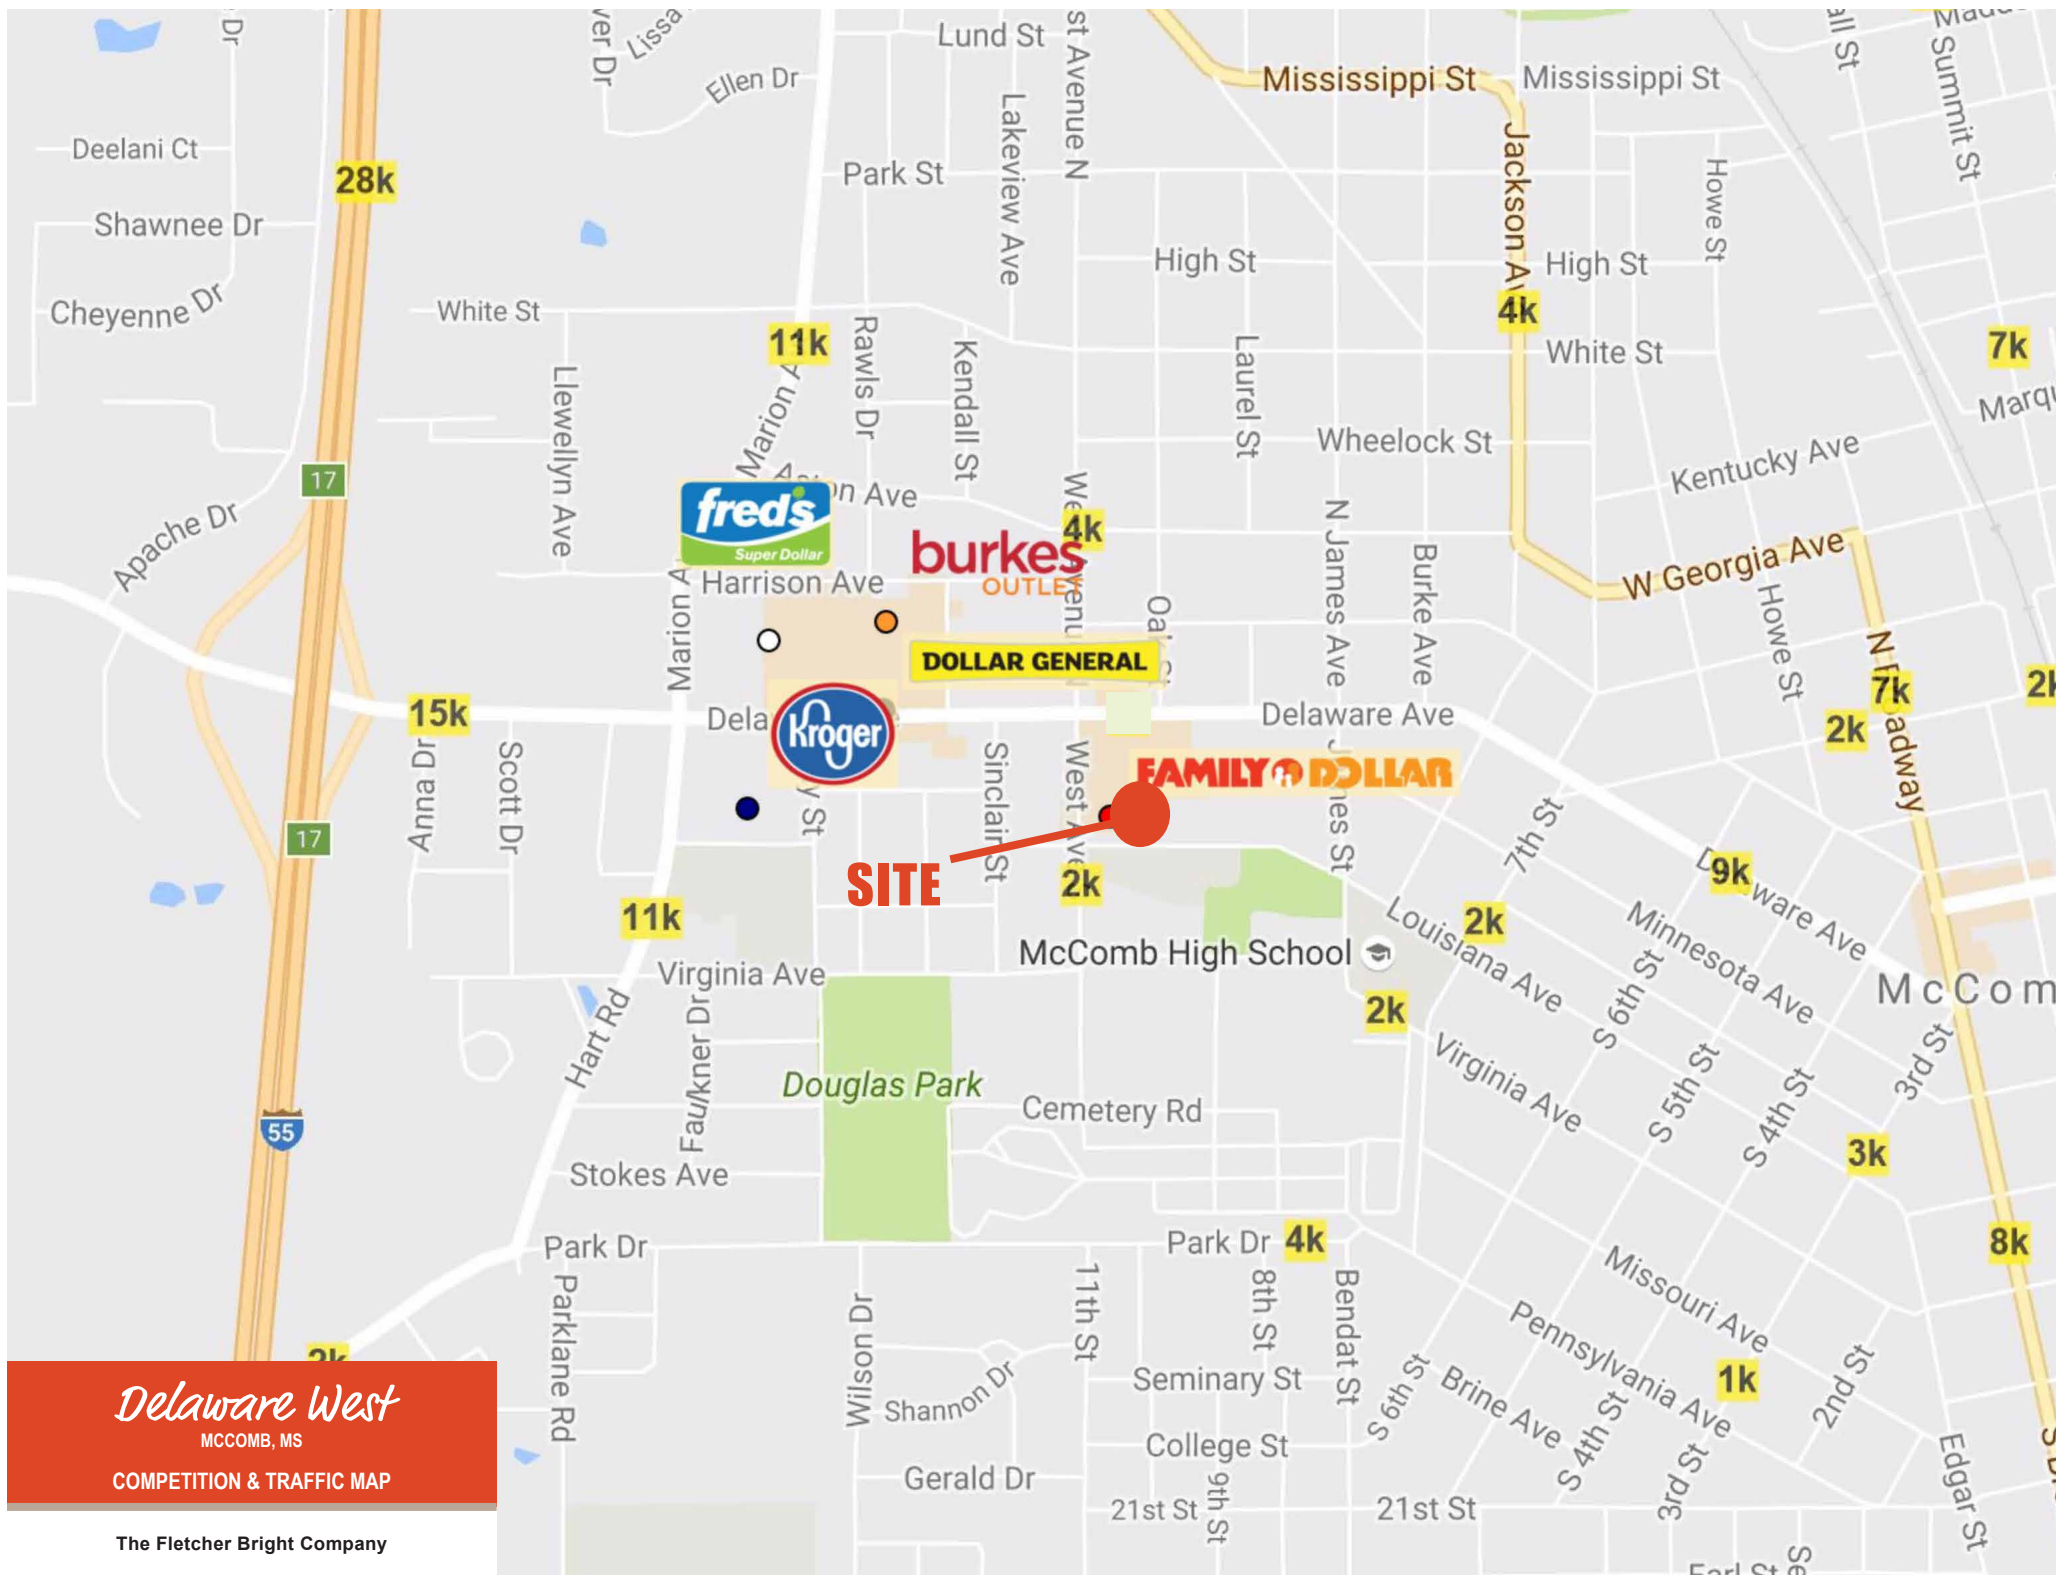 Lund St
Ellen Dr
Mississippi St
Mississippi St
Summit St
Deelani Ct
28k
Park St
Lakeview Ave
Howe St
Shawnee Dr
High St
High St
Cheyenne Dr
White St
11k
4k
White St
7k
Rawls Dr
Kendall St
Laurel St
Llewellyn Ave
Wheelock St
Kentucky Ave
17
Apache Dr
fred's
Super Dollar
4k
burkes
OUTLET
N James Ave
Burke Ave
W Georgia Ave
Howe St
Harrison Ave
DOLLAR GENERAL
7k
2k
15k
Kroger
Delaware Ave
Anna Dr
Scott Dr
Sinclair St
FAMILY DOLLAR
17
7th St
9k
SITE
2k
11k
2k
Louisiana Ave
Minnesota Ave
McComb High School
Virginia Ave
2k
S 6th St
Hart Rd
Faulkner Dr
Douglas Park
Virginia Ave
S 5th St
S 4th St
3rd St
Cemetery Rd
55
3k
Stokes Ave
Park Dr
Park Dr
4k
8k
Parklane Rd
Wilson Dr
11th St
8th St
Bendat St
Missouri Ave
Pennsylvania Ave
Shannon Dr
Seminary St
S 6th St
Brine Ave
1k
2nd St
College St
S 4th St
3rd St
Edgar St
Gerald Dr
21st St
9th St
21st St
Delaware West
MCCOMB, MS
COMPETITION & TRAFFIC MAP
The Fletcher Bright Company